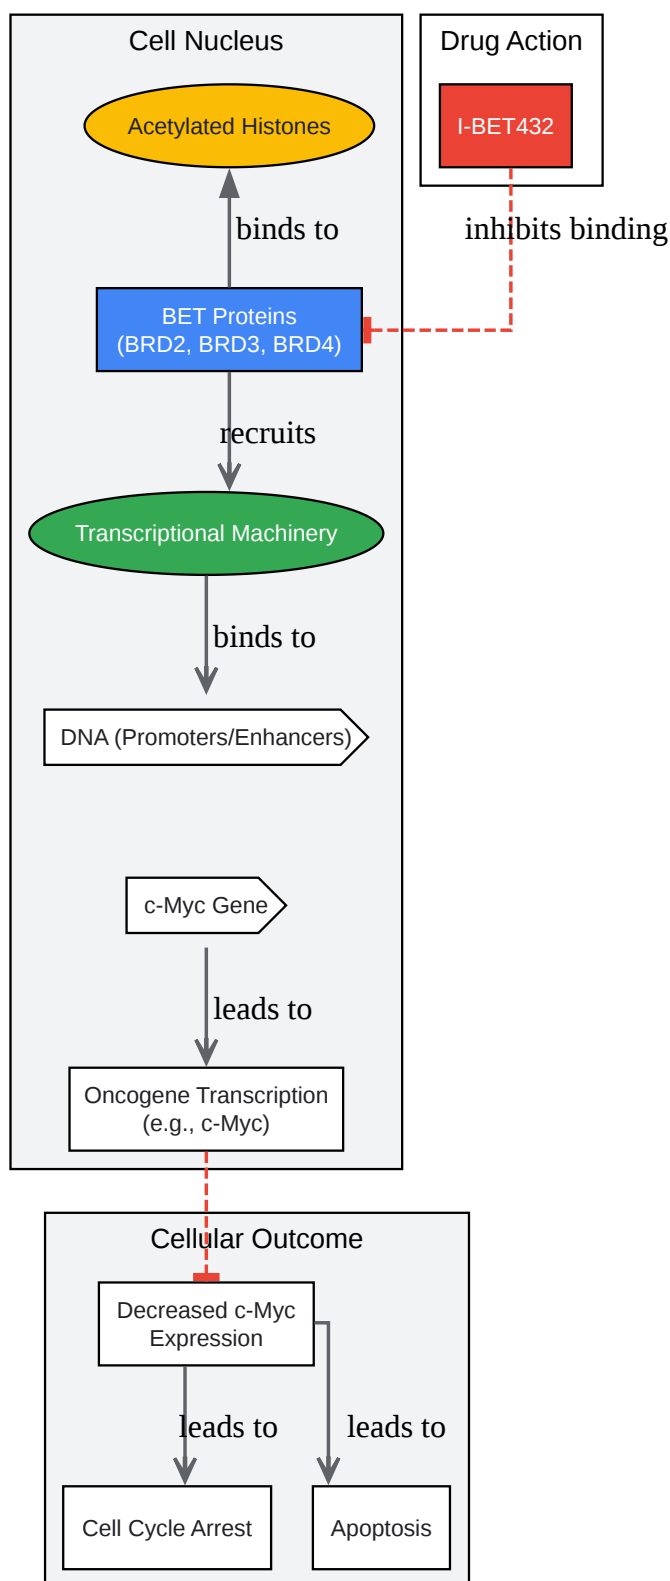 Cell Nucleus
Drug Action
Acetylated Histones
I-BET432
binds to
inhibits binding
BET Proteins
(BRD2, BRD3, BRD4)
recruits
Transcriptional Machinery
binds to
DNA (Promoters/Enhancers)
c-Myc Gene
leads to
Oncogene Transcription
(e.g., c-Myc)
Cellular Outcome
Decreased c-Myc
Expression
leads to
leads to
Cell Cycle Arrest
Apoptosis